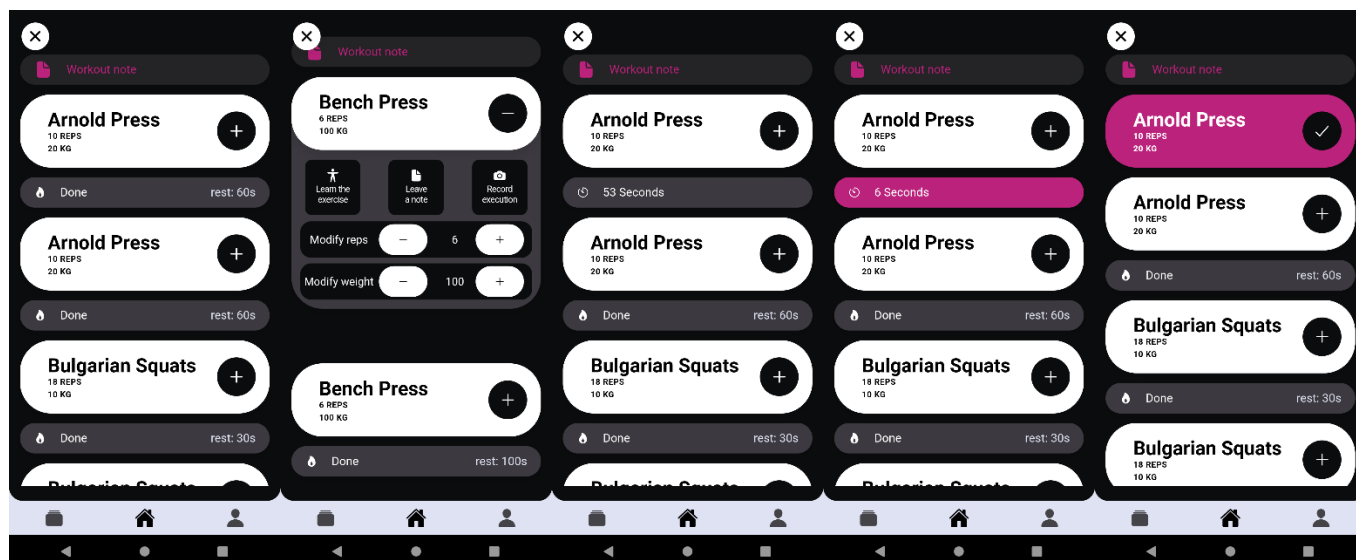 Workout note
Arnold Press
10 REPS
20 KG
Done rest: 60s
Arnold Press
10 REPS
20 KG
Done rest: 60s
Bulgarian Squats
18 REPS
10 KG
Done rest: 30s
Bulgarian Squats
Workout note
Bench Press
6 REPS
100 KG
Learn the
exercise
Leave
a note
Record
execution
Modify reps − 6 +
Modify weight − 100 +
Bench Press
6 REPS
100 KG
Done rest: 100s
Workout note
Arnold Press
10 REPS
20 KG
53 Seconds
Arnold Press
10 REPS
20 KG
Done rest: 60s
Bulgarian Squats
18 REPS
10 KG
Done rest: 30s
Bulgarian Squats
Workout note
Arnold Press
10 REPS
20 KG
6 Seconds
Arnold Press
10 REPS
20 KG
Done rest: 60s
Bulgarian Squats
18 REPS
10 KG
Done rest: 30s
Bulgarian Squats
Workout note
Arnold Press
10 REPS
20 KG
Arnold Press
10 REPS
20 KG
Done rest: 60s
Bulgarian Squats
18 REPS
10 KG
Done rest: 30s
Bulgarian Squats
18 REPS
10 KG